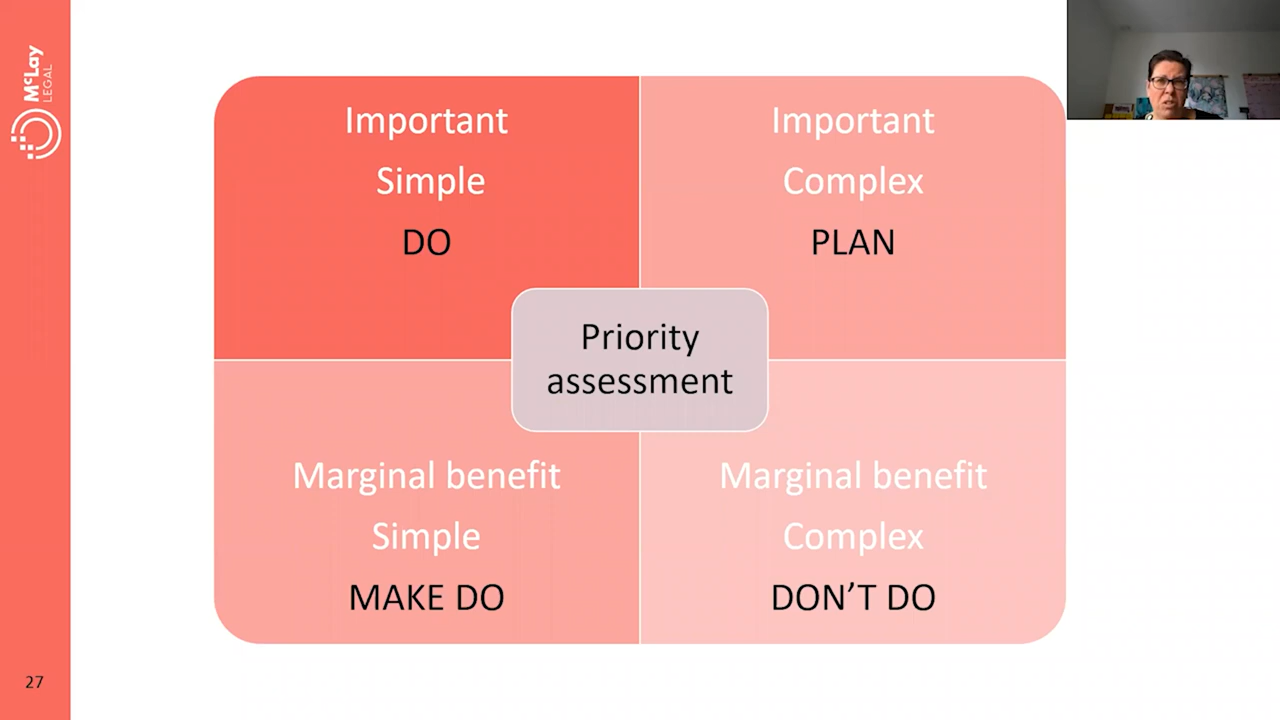 McLay
LEGAL
Important
Simple
DO
Important
Complex
PLAN
Priority
assessment
Marginal benefit
Simple
MAKE DO
Marginal benefit
Complex
DON’T DO
27